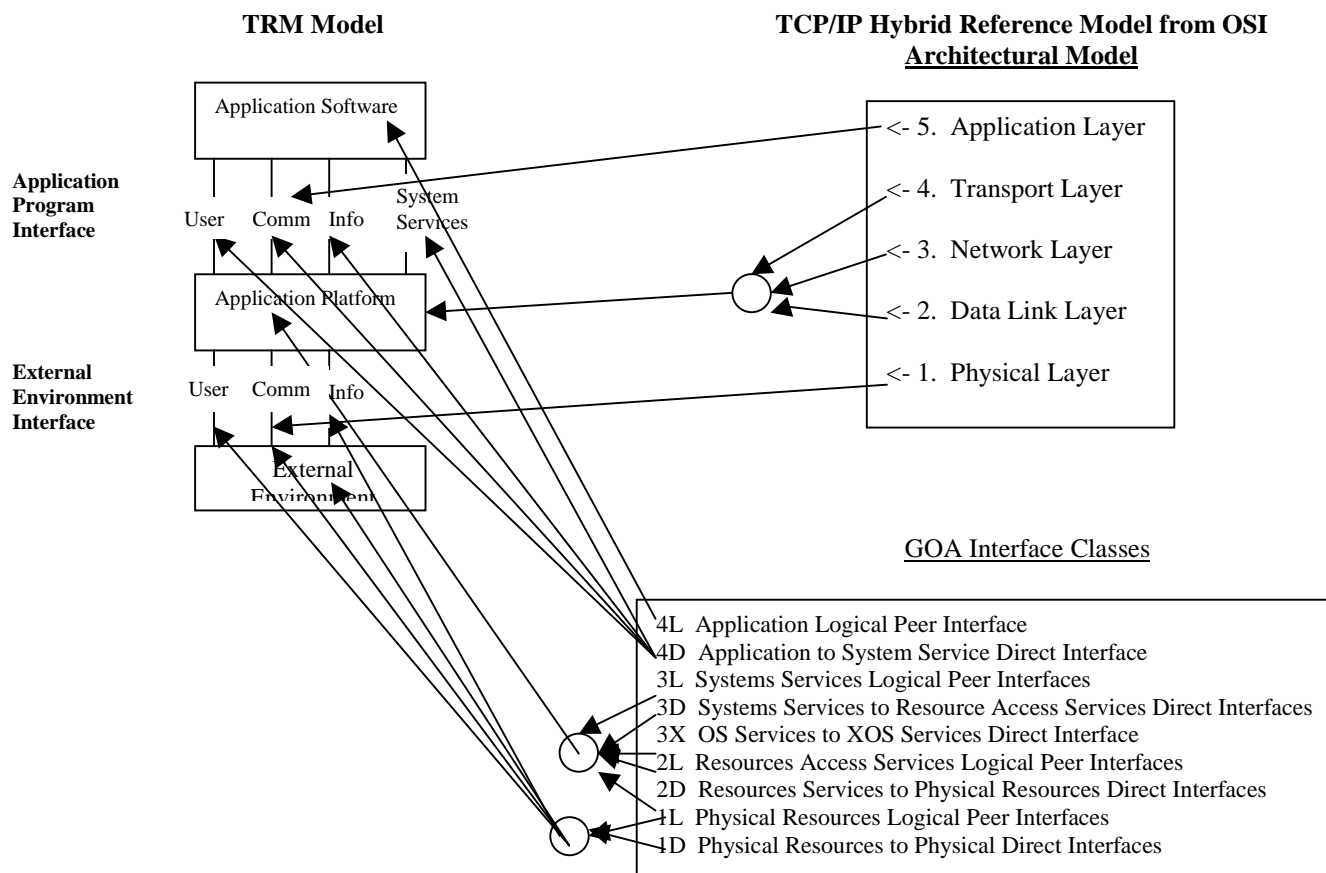 TRM Model
TCP/IP Hybrid Reference Model from OSI
Architectural Model
Application Software
Application
Program
Interface
User Comm Info
System
Services
Application Platform
External
Environment
Interface
User Comm Info
External
Environment
<- 5. Application Layer
<- 4. Transport Layer
<- 3. Network Layer
<- 2. Data Link Layer
<- 1. Physical Layer
GOA Interface Classes
4L Application Logical Peer Interface
4D Application to System Service Direct Interface
3L Systems Services Logical Peer Interfaces
3D Systems Services to Resource Access Services Direct Interfaces
3X OS Services to XOS Services Direct Interface
2L Resources Access Services Logical Peer Interfaces
2D Resources Services to Physical Resources Direct Interfaces
1L Physical Resources Logical Peer Interfaces
1D Physical Resources to Physical Direct Interfaces